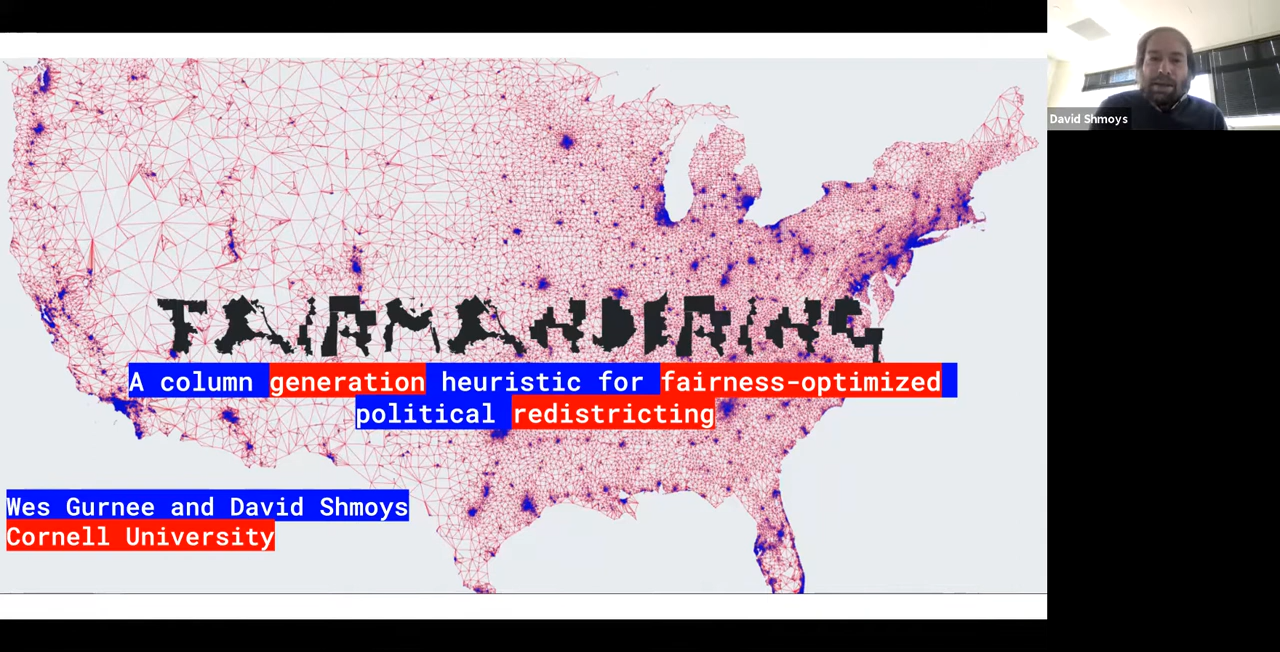 FAIRMANDERING
A column generation heuristic for fairness-optimized
political redistricting
Wes Gurnee and David Shmoys
Cornell University
David Shmoys